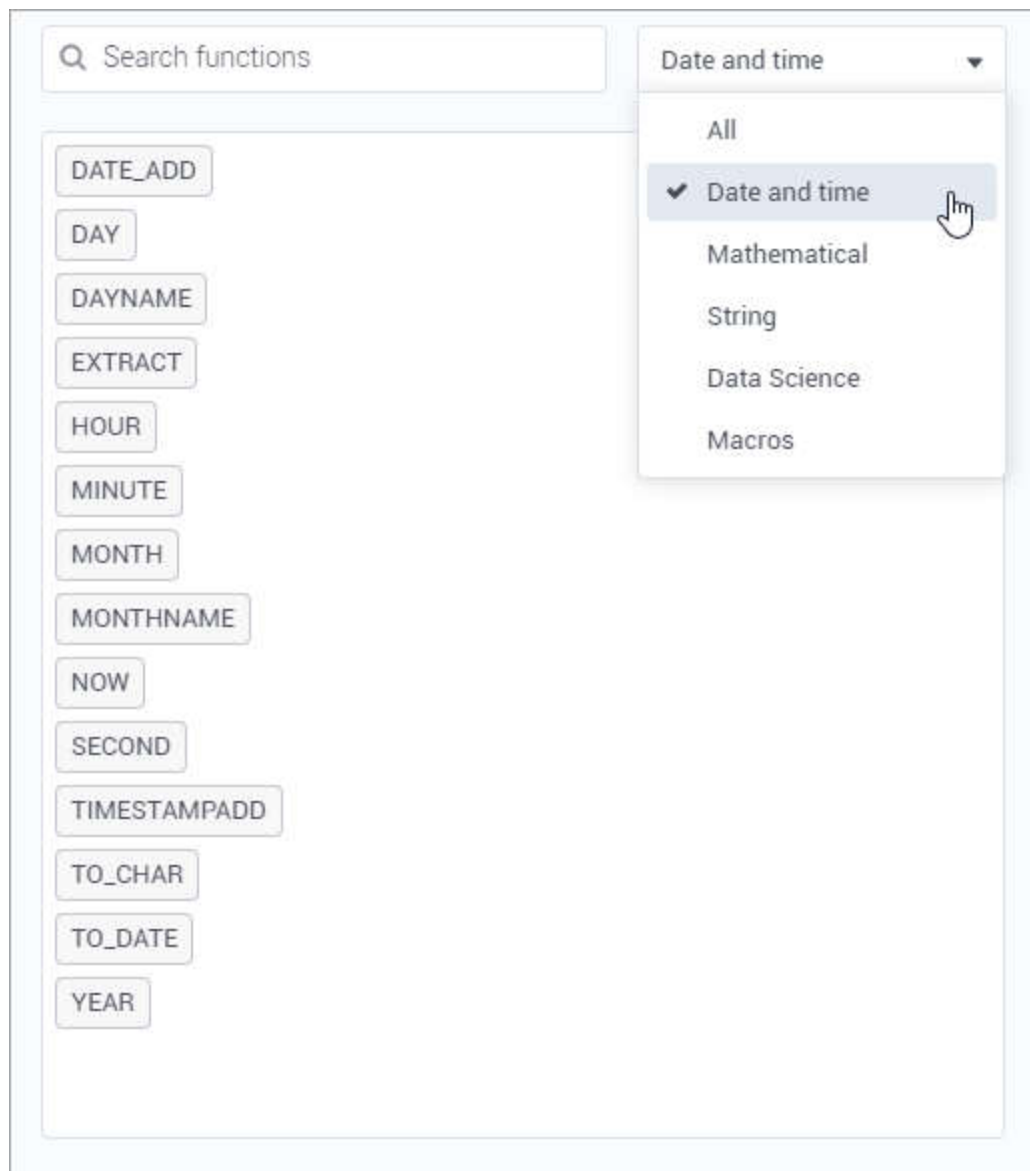 Search functions
Date and time
All
Date and time
Mathematical
String
Data Science
Macros
DATE_ADD
DAY
DAYNAME
EXTRACT
HOUR
MINUTE
MONTH
MONTHNAME
NOW
SECOND
TIMESTAMPADD
TO_CHAR
TO_DATE
YEAR